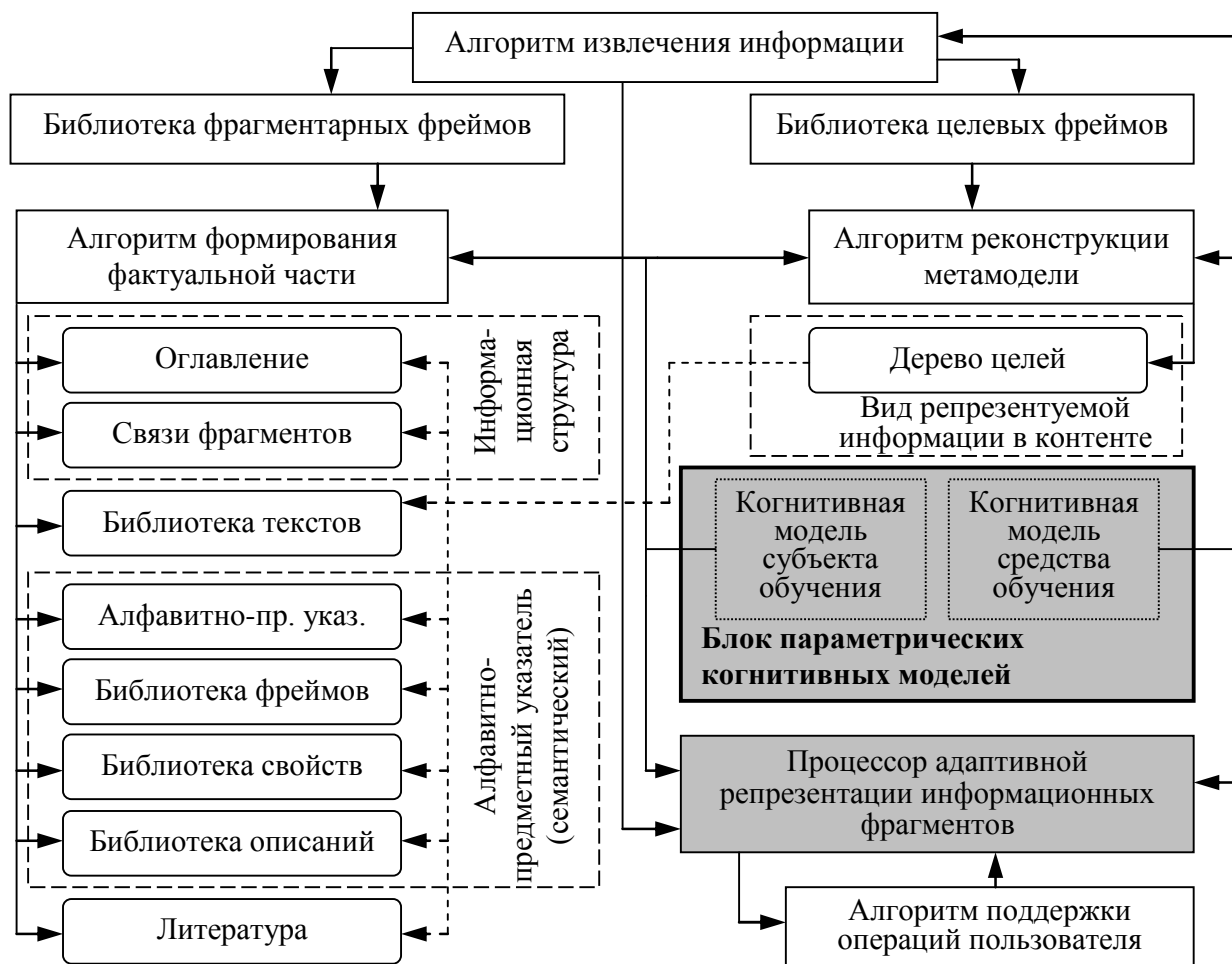 Алгоритм извлечения информации
Библиотека фрагментарных фреймов
Библиотека целевых фреймов
Алгоритм формирования
фактуальной части
Алгоритм реконструкции
метамодели
Оглавление
Связи фрагментов
Информа-
ционная
структура
Дерево целей
Вид репрезентуемой
информации в контенте
Библиотека текстов
Когнитивная
модель
субъекта
обучения
Когнитивная
модель
средства
обучения
Блок параметрических
когнитивных моделей
Алфавитно-пр. указ.
Библиотека фреймов
Библиотека свойств
Библиотека описаний
Алфавитно-
предметный указатель
(семантический)
Процессор адаптивной
репрезентации информационных
фрагментов
Литература
Алгоритм поддержки
операций пользователя